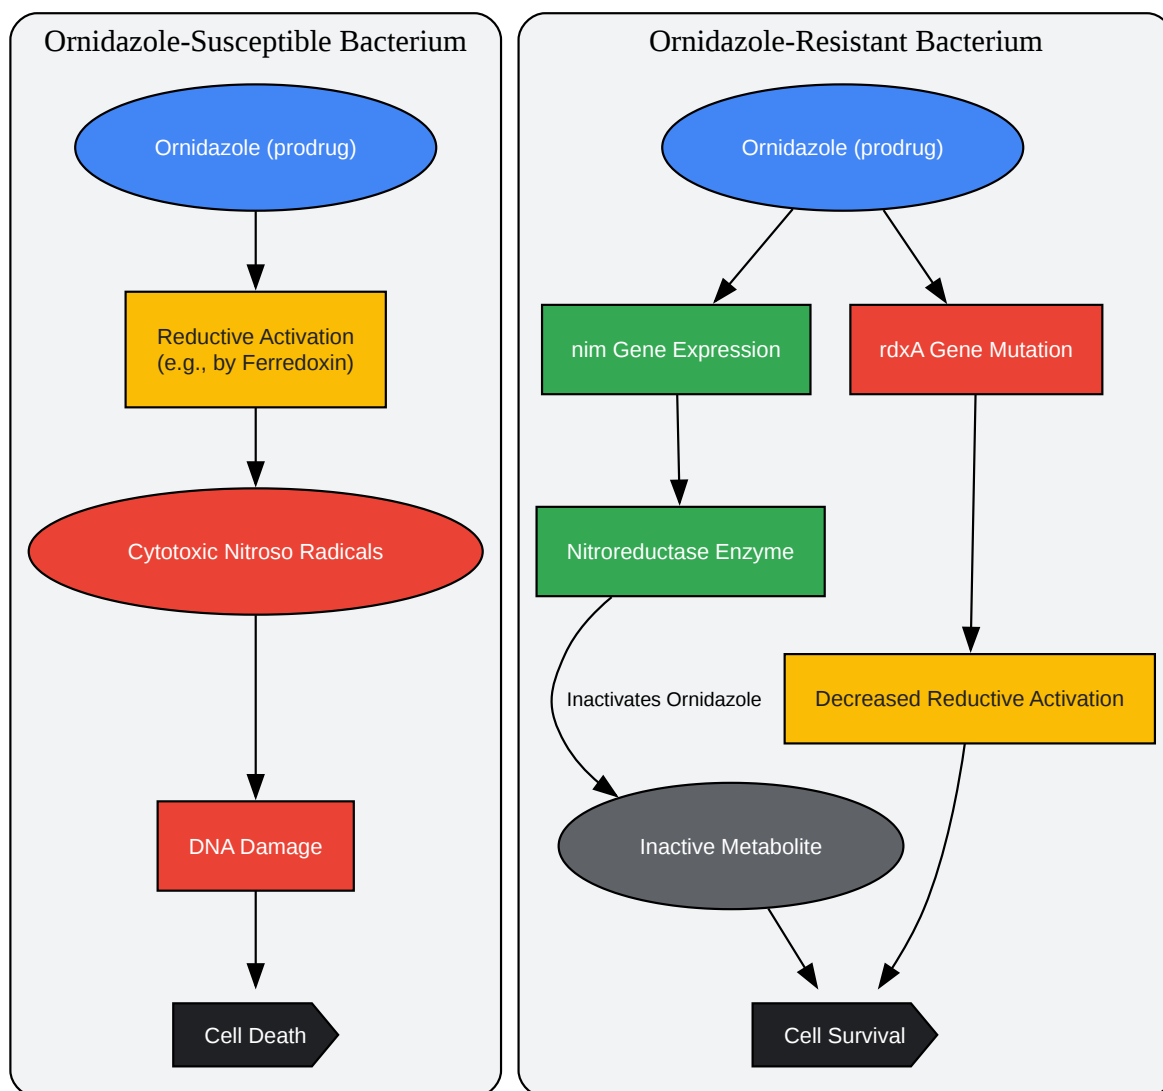 Ornidazole-Susceptible Bacterium
Ornidazole (prodrug)
Reductive Activation
(e.g., by Ferredoxin)
Cytotoxic Nitroso Radicals
DNA Damage
Cell Death
Ornidazole-Resistant Bacterium
Ornidazole (prodrug)
nim Gene Expression
rdxA Gene Mutation
Nitroreductase Enzyme
Inactivates Ornidazole
Decreased Reductive Activation
Inactive Metabolite
Cell Survival